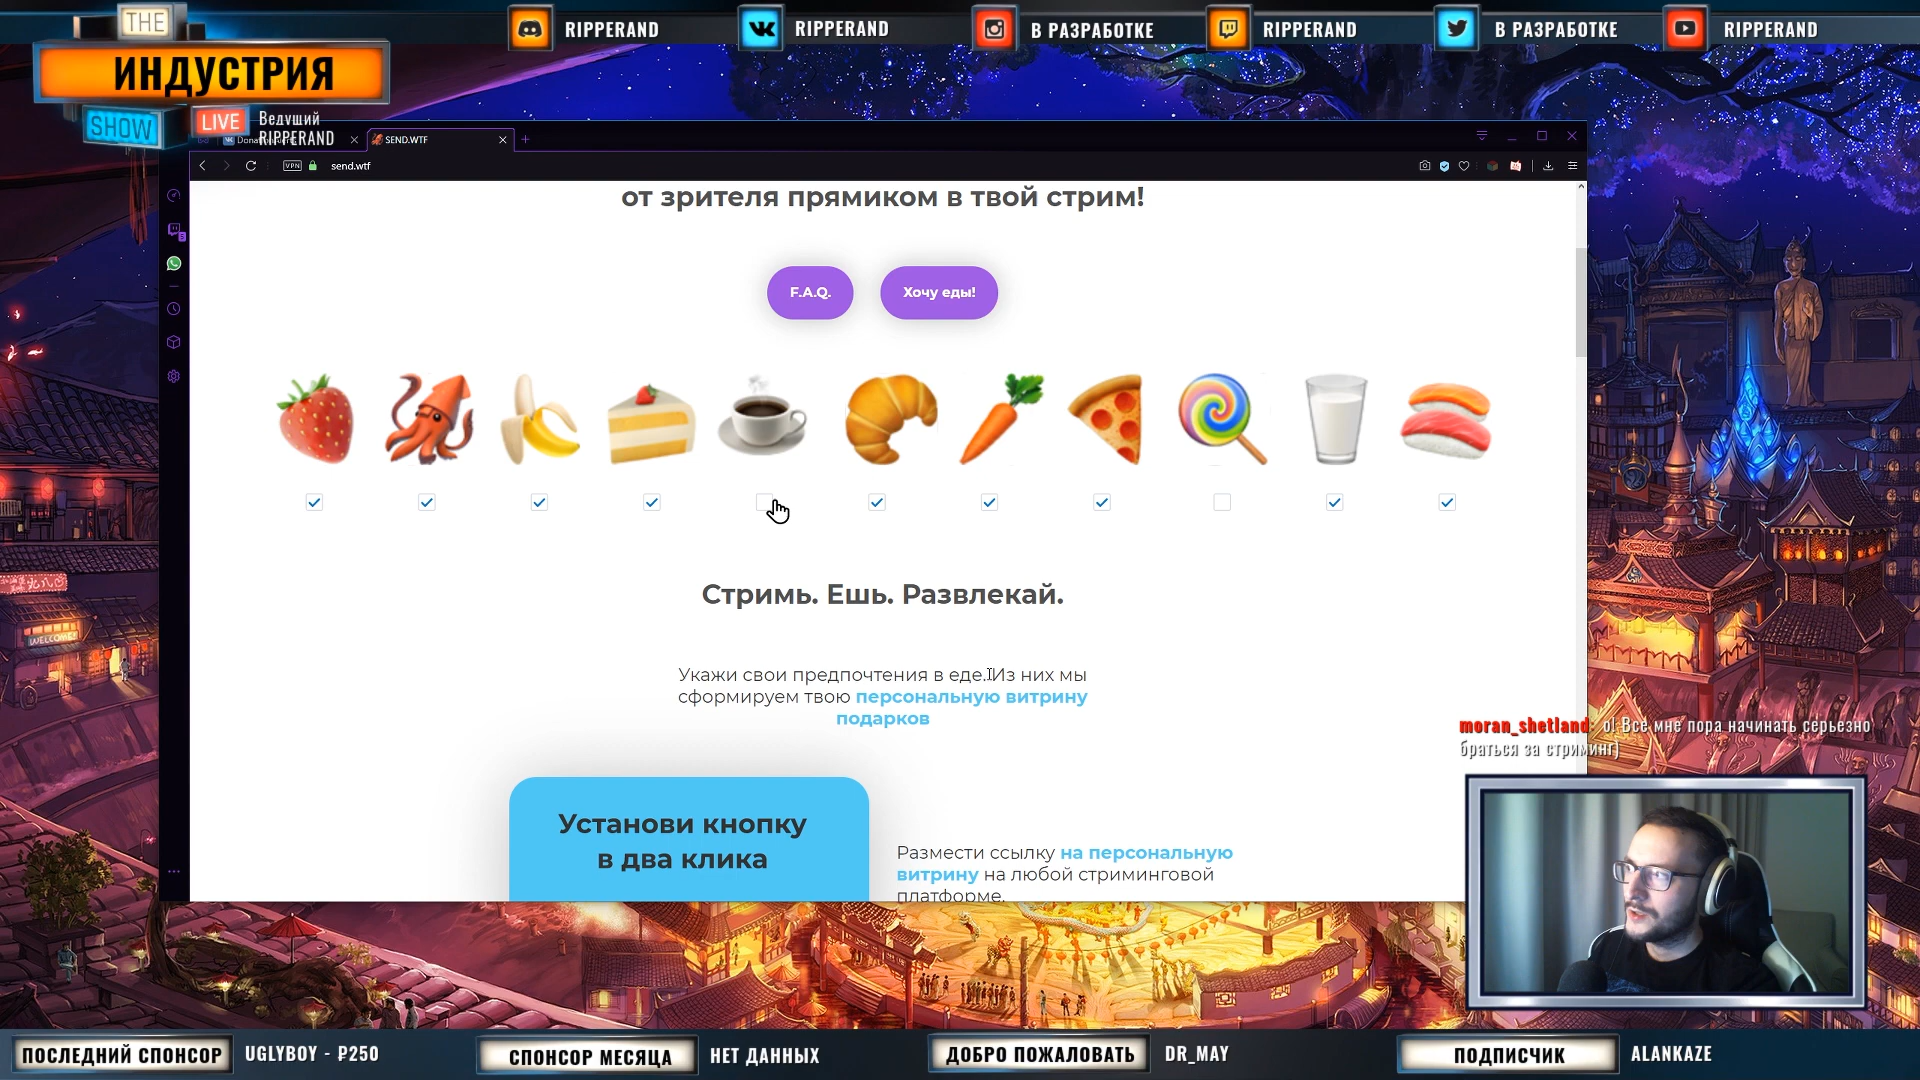 THE
ИНДУСТРИЯ
SHOW
LIVE
Ведущий
RIPPERAND
RIPPERAND
RIPPERAND
В РАЗРАБОТКЕ
RIPPERAND
В РАЗРАБОТКЕ
RIPPERAND
SEND.WTF
VPN
send.wtf
от зрителя прямиком в твой стрим!
F.A.Q.
Хочу еды!
Стримь. Ешь. Развлекай.
Укажи свои предпочтения в еде. Из них мы
сформируем твою персональную витрину
подарков
Установи кнопку
в два клика
Размести ссылку на персональную
витрину на любой стриминговой
платформе.
moran_shetland: о! Все мне пора начинать серьезно
браться за стриминг)
WELCOME!
ПОСЛЕДНИЙ СПОНСОР
UGLYBOY - ₽250
СПОНСОР МЕСЯЦА
НЕТ ДАННЫХ
ДОБРО ПОЖАЛОВАТЬ
DR_MAY
ПОДПИСЧИК
ALANKAZE